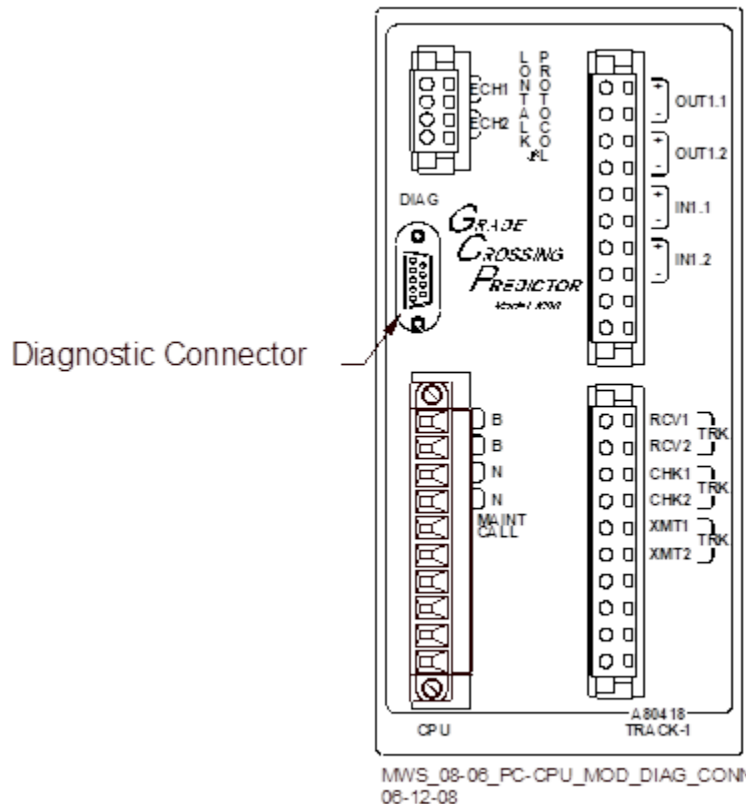 LONTALK
PROTOCOL
ECH1
ECH2
DIAG
GRADE
CROSSING
PREDICTOR
Diagnostic Connector
B
B
N
N
MAINT
CALL
CPU
+
-
OUT1.1
+
-
OUT1.2
+
-
IN1.1
+
-
IN1.2
RCV1
RCV2
TRK
CHK1
CHK2
TRK
XMT1
XMT2
TRK
A80418
TRACK-1
MWS_08-06_PC-CPU_MOD_DIAG_CONN
06-12-08